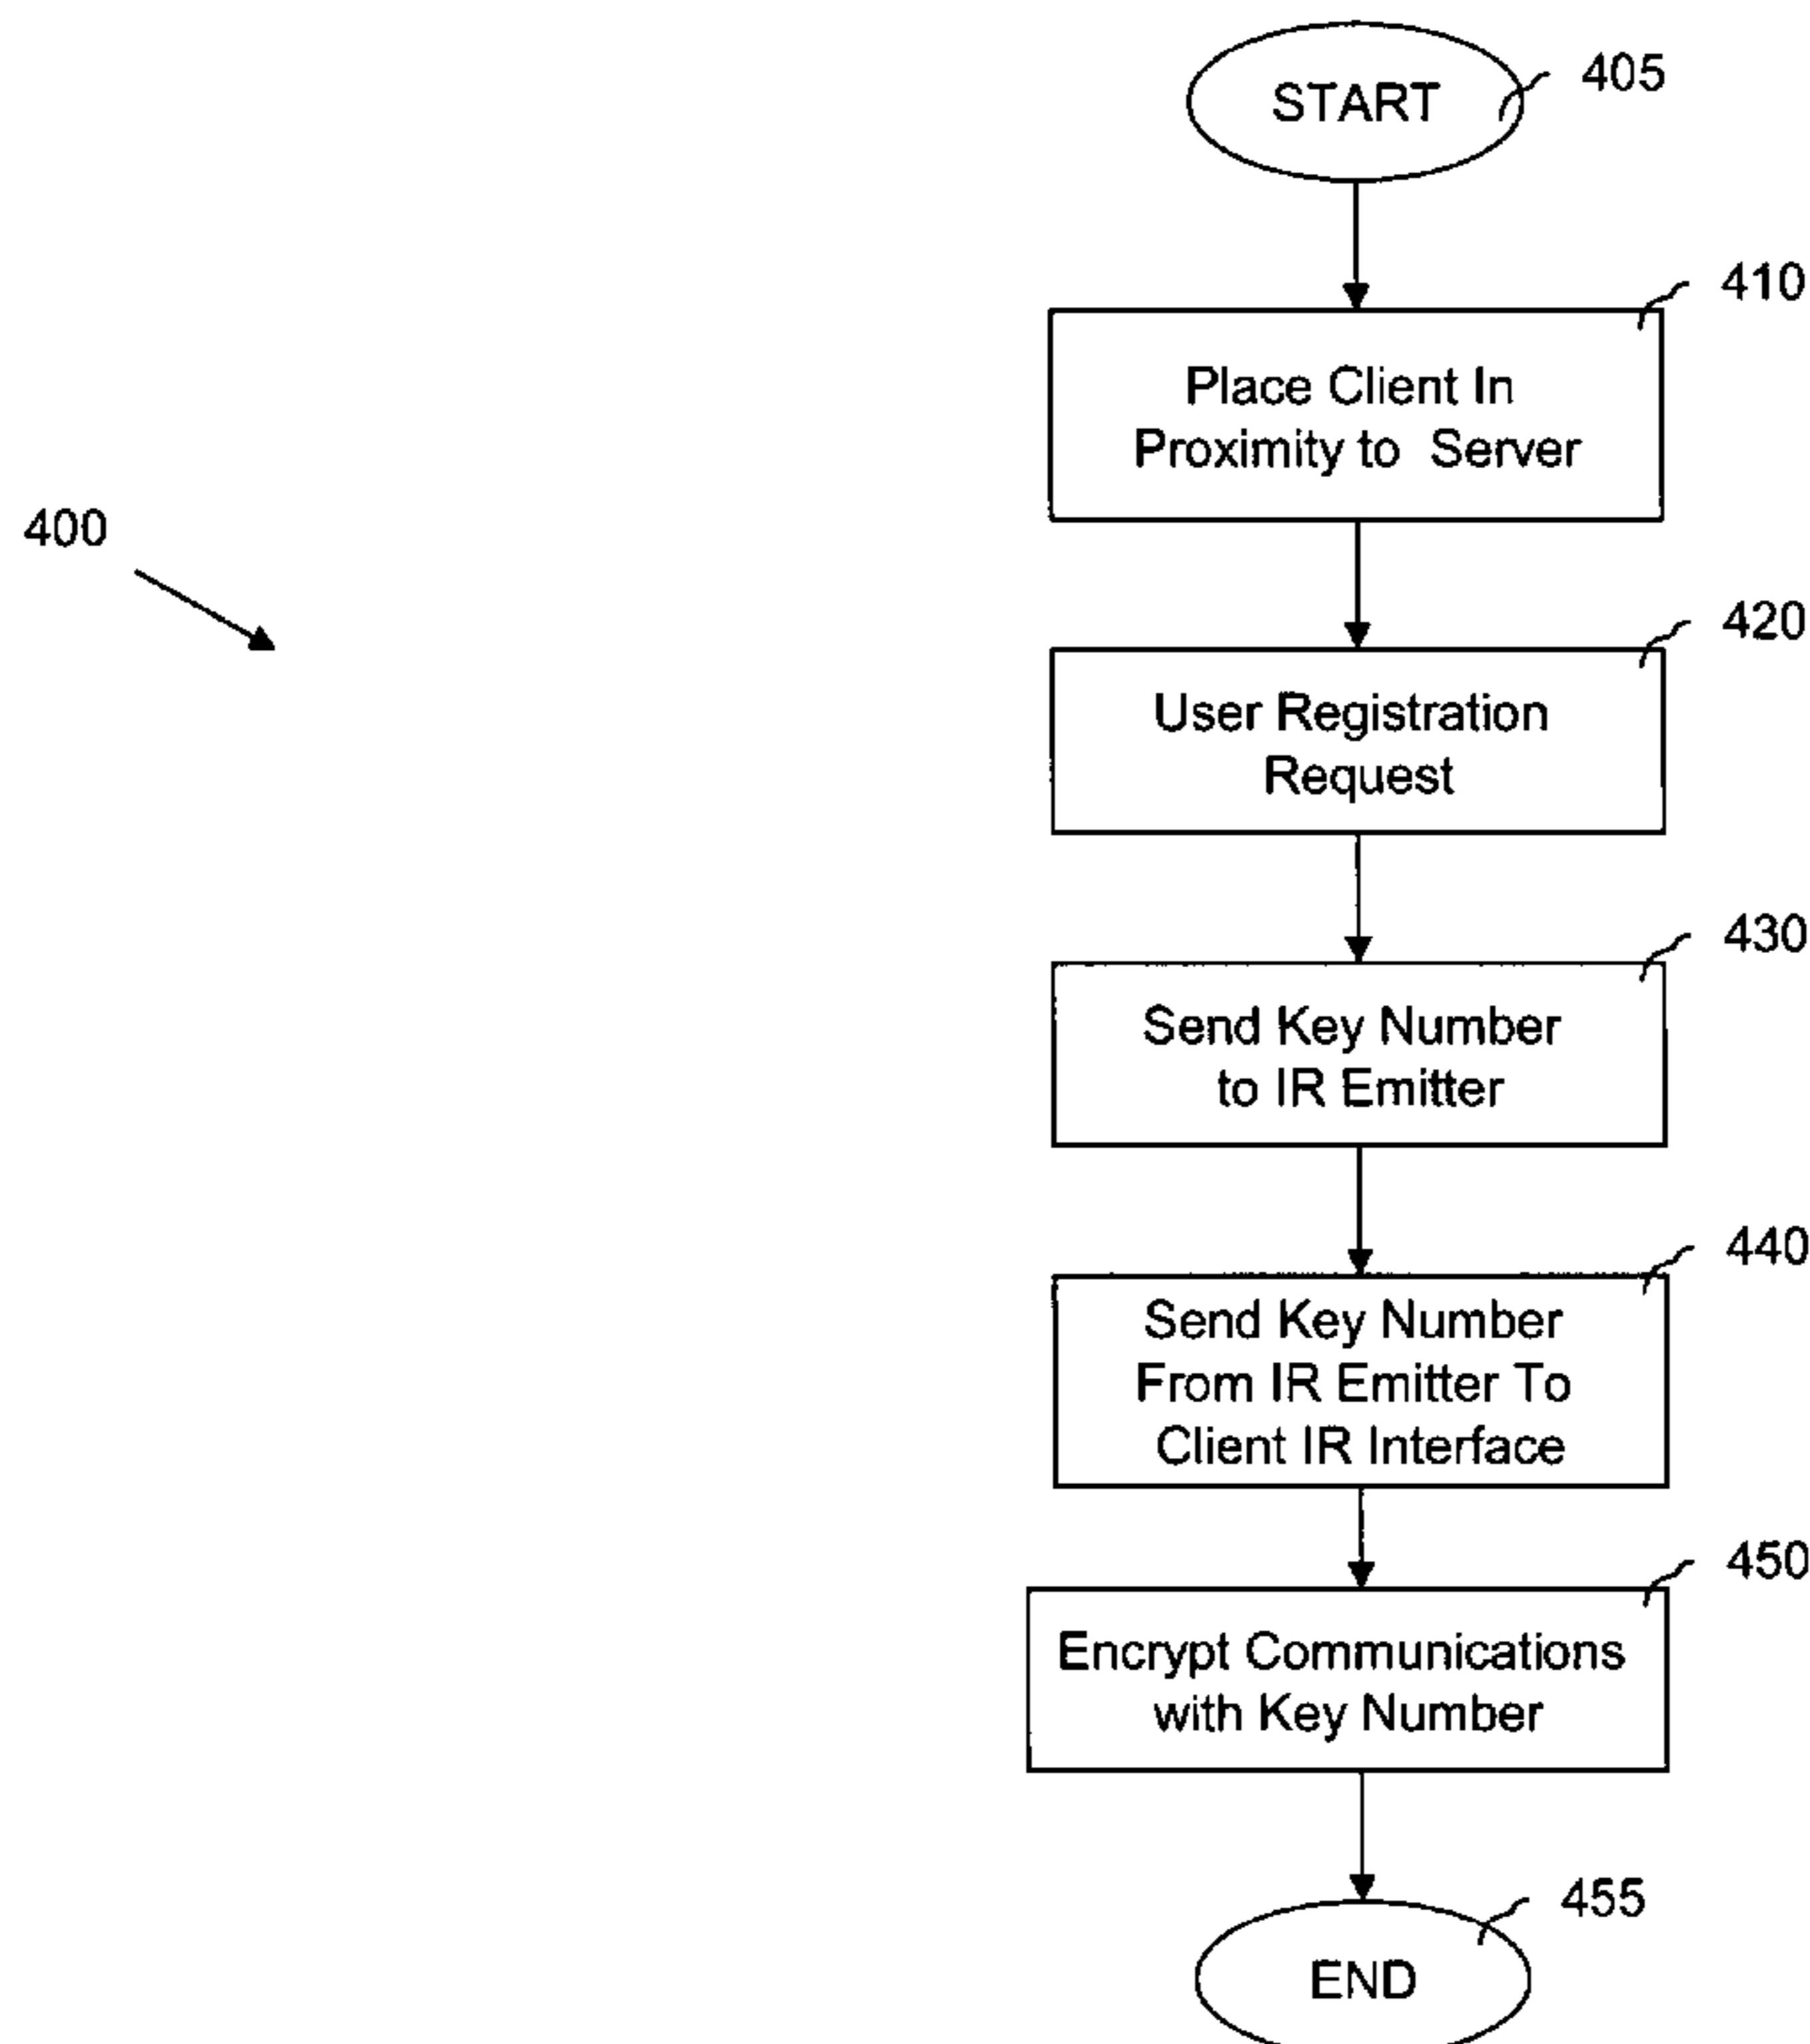 START
405
410
Place Client In
Proximity to Server
400
420
User Registration
Request
430
Send Key Number
to IR Emitter
440
Send Key Number
From IR Emitter To
Client IR Interface
450
Encrypt Communications
with Key Number
455
END